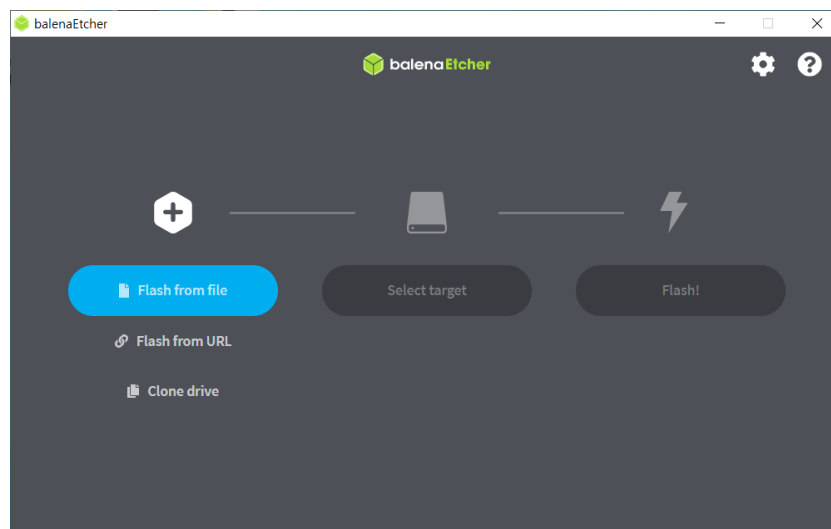 balenaEtcher
balenaEtcher
Flash from file
Select target
Flash!
Flash from URL
Clone drive